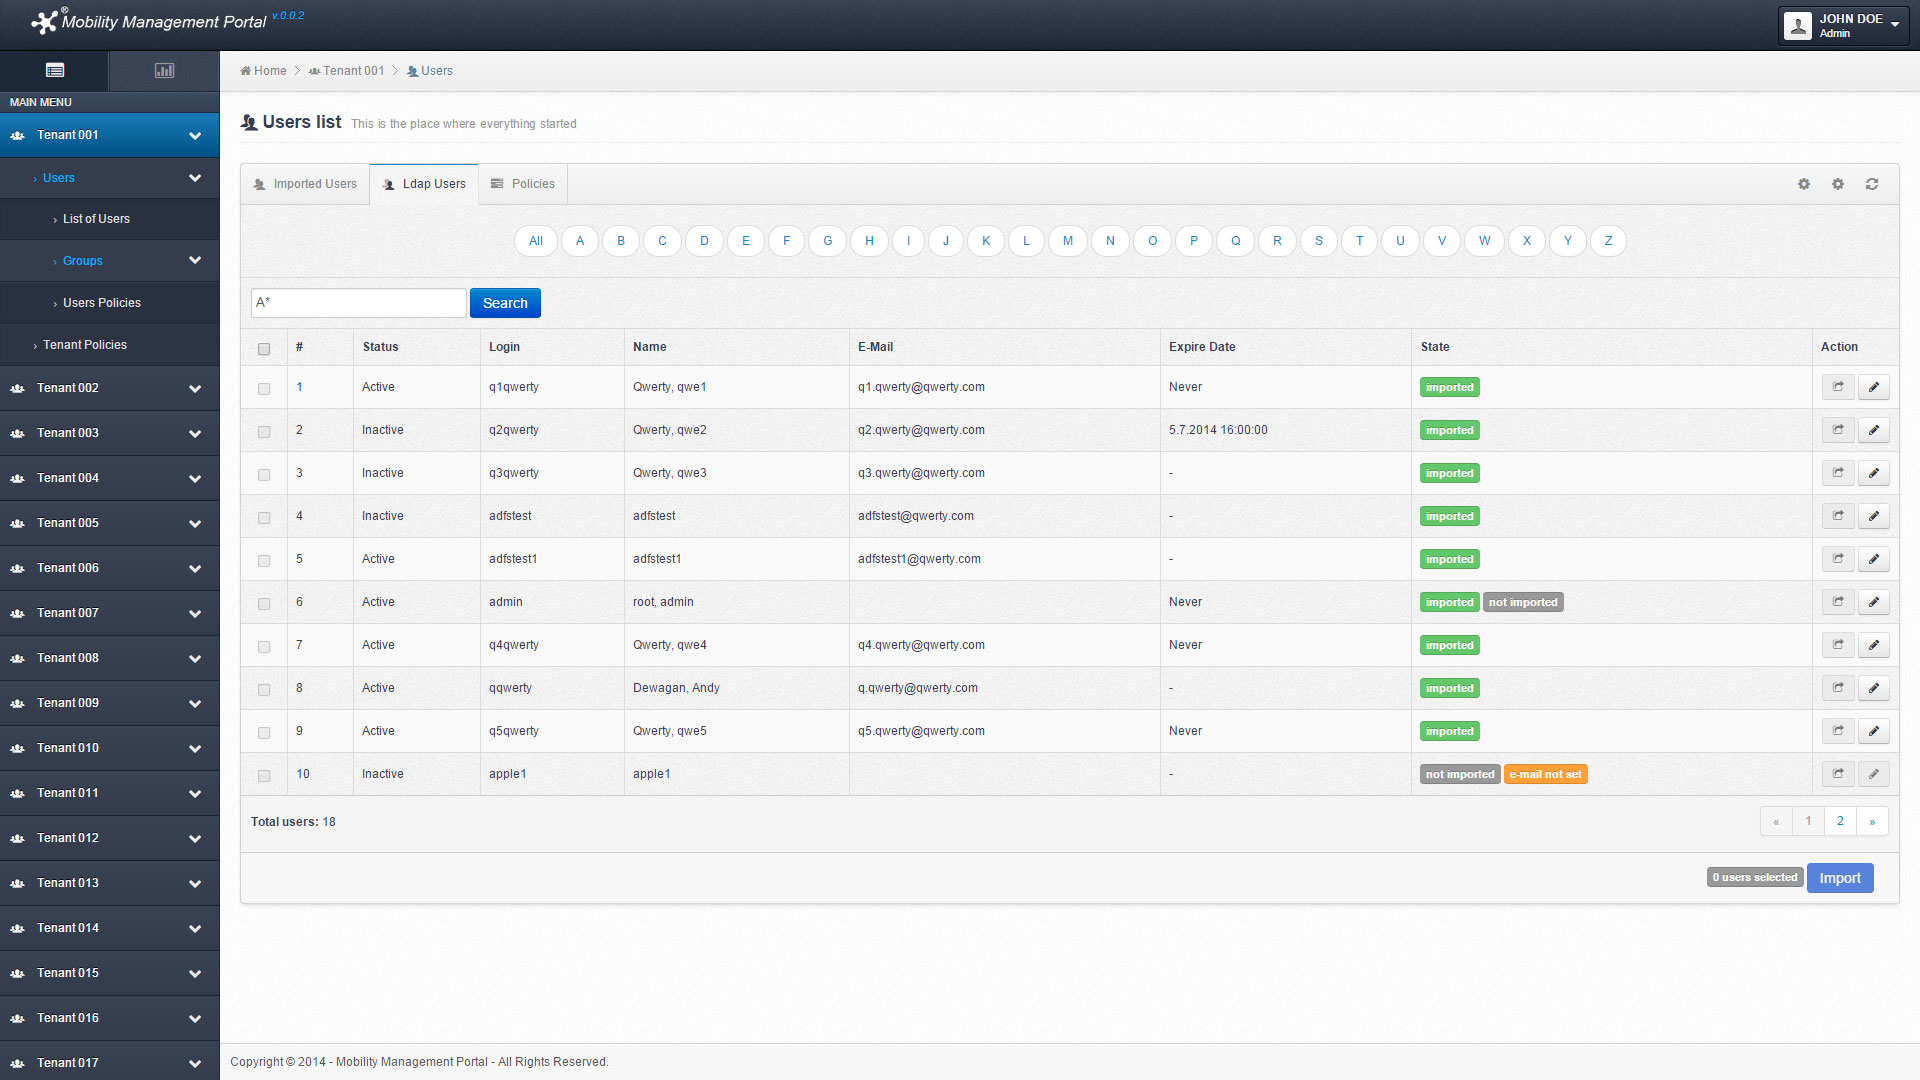 ® Mobility Management Portal v.0.0.2
JOHN DOE
Admin
Home Tenant 001 Users
MAIN MENU
Tenant 001
Users
List of Users
Groups
Users Policies
Tenant Policies
Tenant 002
Tenant 003
Tenant 004
Tenant 005
Tenant 006
Tenant 007
Tenant 008
Tenant 009
Tenant 010
Tenant 011
Tenant 012
Tenant 013
Tenant 014
Tenant 015
Tenant 016
Tenant 017
Users list This is the place where everything started
Imported Users Ldap Users Policies
All A B C D E F G H I J K L M N O P Q R S T U V W X Y Z
A* Search
# Status Login Name E-Mail Expire Date State Action
1 Active q1qwerty Qwerty, qwe1 q1.qwerty@qwerty.com Never imported
2 Inactive q2qwerty Qwerty, qwe2 q2.qwerty@qwerty.com 5.7.2014 16:00:00 imported
3 Inactive q3qwerty Qwerty, qwe3 q3.qwerty@qwerty.com - imported
4 Inactive adfstest adfstest adfstest@qwerty.com - imported
5 Active adfstest1 adfstest1 adfstest1@qwerty.com - imported
6 Active admin root, admin Never imported not imported
7 Active q4qwerty Qwerty, qwe4 q4.qwerty@qwerty.com Never imported
8 Active qqwerty Dewagan, Andy q.qwerty@qwerty.com - imported
9 Active q5qwerty Qwerty, qwe5 q5.qwerty@qwerty.com Never imported
10 Inactive apple1 apple1 - not imported e-mail not set
Total users: 18 « 1 2 »
0 users selected Import
Copyright © 2014 - Mobility Management Portal - All Rights Reserved.